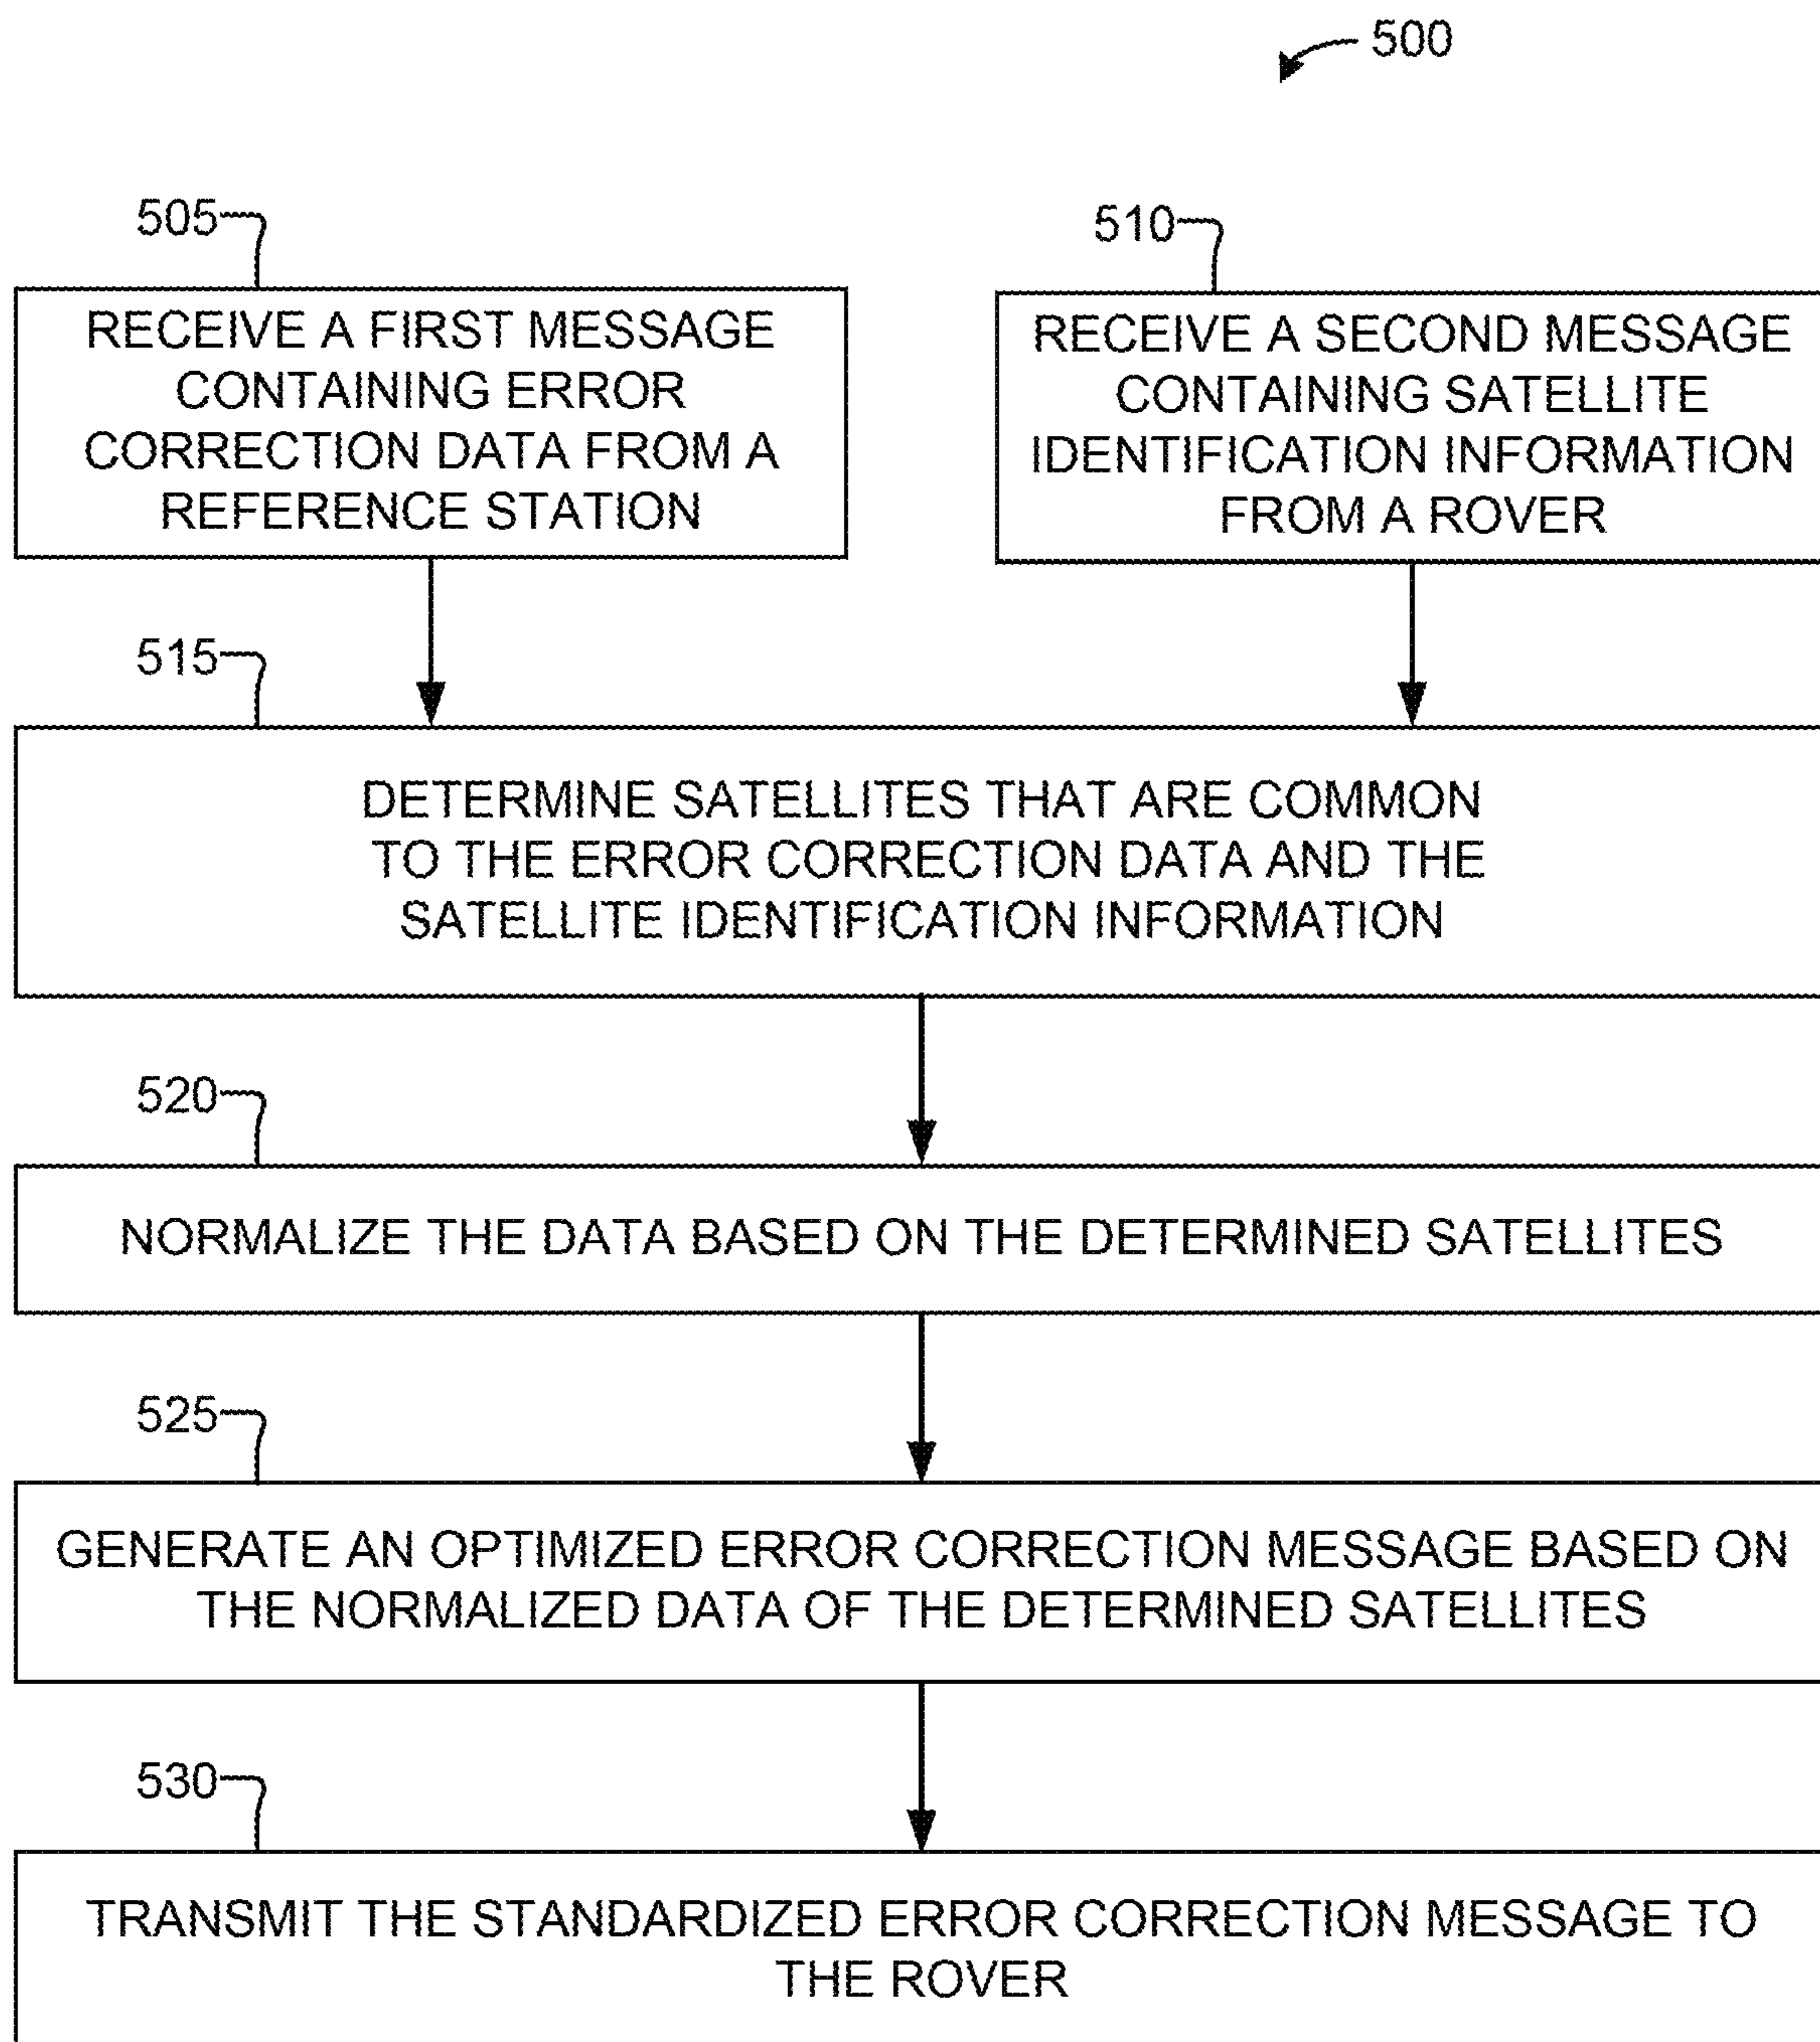 500
505
RECEIVE A FIRST MESSAGE
CONTAINING ERROR
CORRECTION DATA FROM A
REFERENCE STATION
510
RECEIVE A SECOND MESSAGE
CONTAINING SATELLITE
IDENTIFICATION INFORMATION
FROM A ROVER
515
DETERMINE SATELLITES THAT ARE COMMON
TO THE ERROR CORRECTION DATA AND THE
SATELLITE IDENTIFICATION INFORMATION
520
NORMALIZE THE DATA BASED ON THE DETERMINED SATELLITES
525
GENERATE AN OPTIMIZED ERROR CORRECTION MESSAGE BASED ON
THE NORMALIZED DATA OF THE DETERMINED SATELLITES
530
TRANSMIT THE STANDARDIZED ERROR CORRECTION MESSAGE TO
THE ROVER